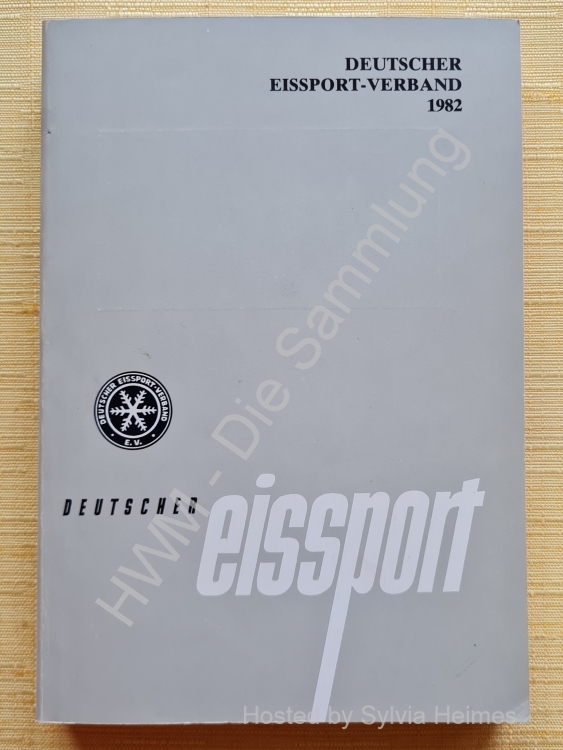 DEUTSCHER
EISSPORT-VERBAND
1982
HWM - Die Sammlung
DEUTSCHER EISSPORT-VERBAND
E.V.
DEUTSCHER
eissport
Hosted by Sylvia Heimes